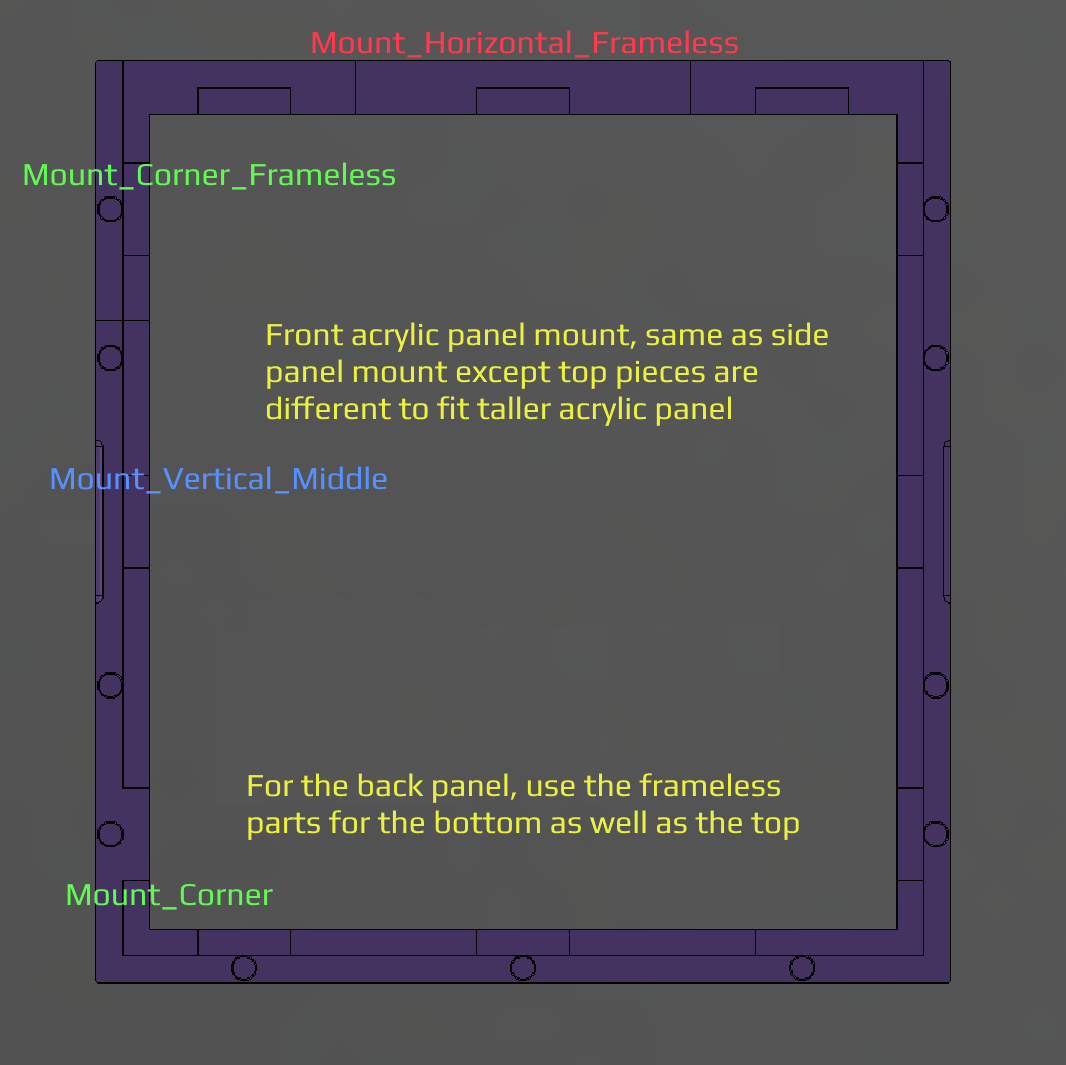 Mount_Horizontal_Frameless
Mount_Corner_Frameless
Front acrylic panel mount, same as side
panel mount except top pieces are
different to fit taller acrylic panel
Mount_Vertical_Middle
For the back panel, use the frameless
parts for the bottom as well as the top
Mount_Corner